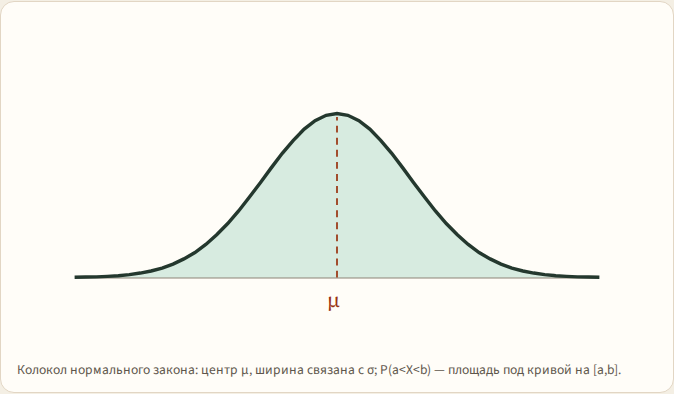 μ
Колокол нормального закона: центр μ, ширина связана с σ; P(a<X<b) — площадь под кривой на [a,b].